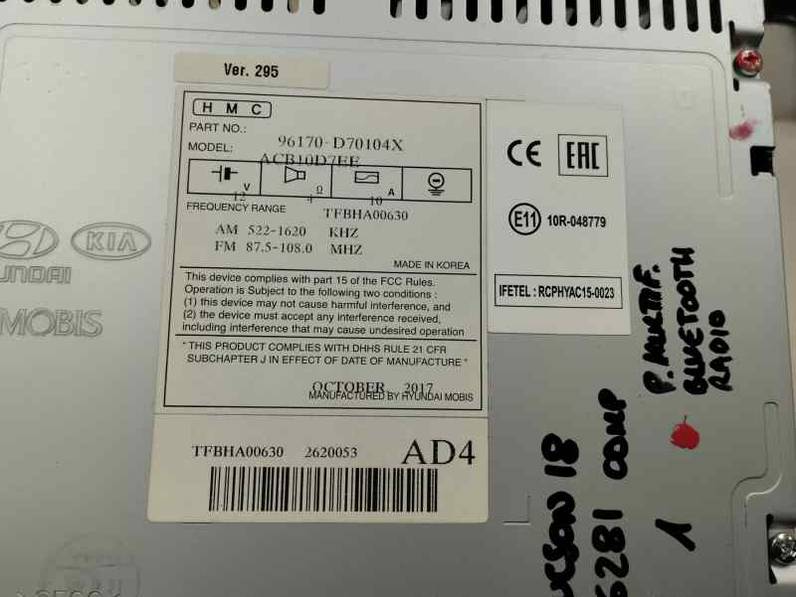 Ver. 295
HMC
PART NO.: 96170-D70104X
MODEL: ACB10D7EE
V Ω A
12 4 10
FREQUENCY RANGE TFBHA00630
AM 522-1620 KHZ
FM 87.5-108.0 MHZ
MADE IN KOREA
This device complies with part 15 of the FCC Rules.
Operation is Subject to the following two conditions :
(1) this device may not cause harmful interference, and
(2) the device must accept any interference received,
including interference that may cause undesired operation
" THIS PRODUCT COMPLIES WITH DHHS RULE 21 CFR
SUBCHAPTER J IN EFFECT OF DATE OF MANUFACTURE "
OCTOBER 2017
MANUFACTURED BY HYUNDAI MOBIS
TFBHA00630 2620053 AD4
CE EAC
E11 10R-048779
IFETEL : RCPHYAC15-0023
KIA
MOBIS
P. MULTIF.
BLUETOOTH
RADIO
6281 COMP
1